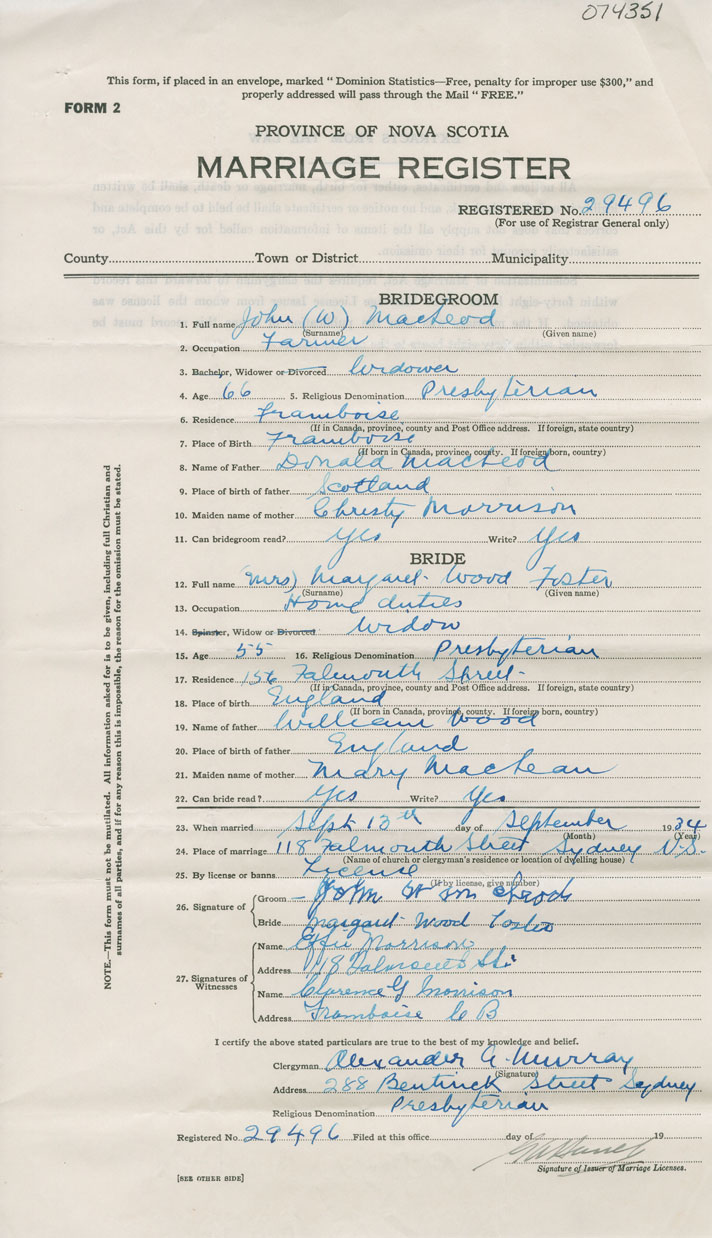 074351
This form, if placed in an envelope, marked " Dominion Statistics—Free, penalty for improper use $300," and
properly addressed will pass through the Mail " FREE."
FORM 2
PROVINCE OF NOVA SCOTIA
MARRIAGE REGISTER
REGISTERED No. 29496
(For use of Registrar General only)
County Town or District Municipality
BRIDEGROOM
1. Full name John (W) MacLeod
(Surname) (Given name)
2. Occupation Farmer
3. Bachelor, Widower or Divorced Widower
4. Age 66 5. Religious Denomination Presbyterian
6. Residence Framboise
(If in Canada, province, county and Post Office address. If foreign, state country)
7. Place of Birth Framboise
(If born in Canada, province, county. If foreign born, country)
8. Name of Father Donald MacLeod
9. Place of birth of father Scotland
10. Maiden name of mother Christy Morrison
11. Can bridegroom read? Yes Write? Yes
BRIDE
12. Full name (Mrs) Margaret Wood Foster
(Surname) (Given name)
13. Occupation Home duties
14. Spinster, Widow or Divorced Widow
15. Age 55 16. Religious Denomination Presbyterian
17. Residence 156 Falmouth Street
(If in Canada, province, county and Post Office address. If foreign, state country)
18. Place of birth England
(If born in Canada, province, county. If foreign born, country)
19. Name of father William Wood
20. Place of birth of father England
21. Maiden name of mother Mary MacLean
22. Can bride read? Yes Write? Yes
23. When married Sept 13th day of September 1934
(Month) (Year)
24. Place of marriage 118 Falmouth Street Sydney N.S.
(Name of church or clergyman's residence or location of dwelling house)
25. By license or banns License
(If by license, give number)
26. Signature of
Groom John W
Bride Margaret Wood Foster
27. Signatures of
Witnesses
Name Effie Morrison
Address 118 Falmouth St.
Name Clarence G Morrison
Address Framboise C B
I certify the above stated particulars are true to the best of my knowledge and belief.
Clergyman Alexander A. Murray
(Signature)
Address 288 Bentinck Street Sydney
Religious Denomination Presbyterian
Registered No. 29496 Filed at this office day of 19
Signature of Issuer of Marriage Licenses.
[SEE OTHER SIDE]
NOTE.—This form must not be mutilated. All information asked for is to be given, including full Christian and
surnames of all parties, and if for any reason this is impossible, the reason for the omission must be stated.